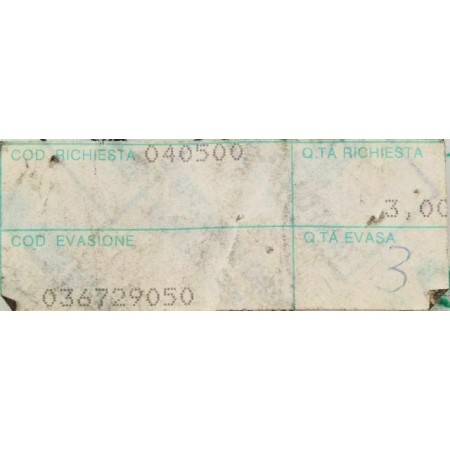 COD RICHIESTA 040500 Q.TÀ RICHIESTA
3,00
COD EVASIONE Q.TÀ EVASA
3
036729050